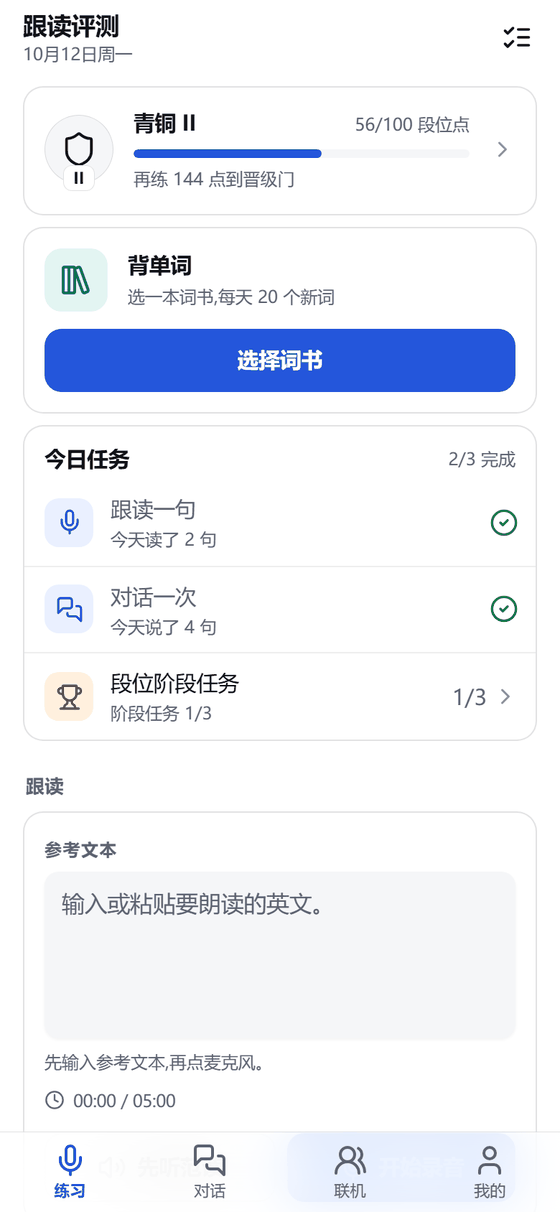 跟读评测
10月12日周一
青铜 II
56/100 段位点
II
再练 144 点到晋级门
背单词
选一本词书,每天 20 个新词
选择词书
今日任务
2/3 完成
跟读一句
今天读了 2 句
对话一次
今天说了 4 句
段位阶段任务
1/3
阶段任务 1/3
跟读
参考文本
输入或粘贴要朗读的英文。
先输入参考文本,再点麦克风。
00:00 / 05:00
先听
练习
对话
联机
我的